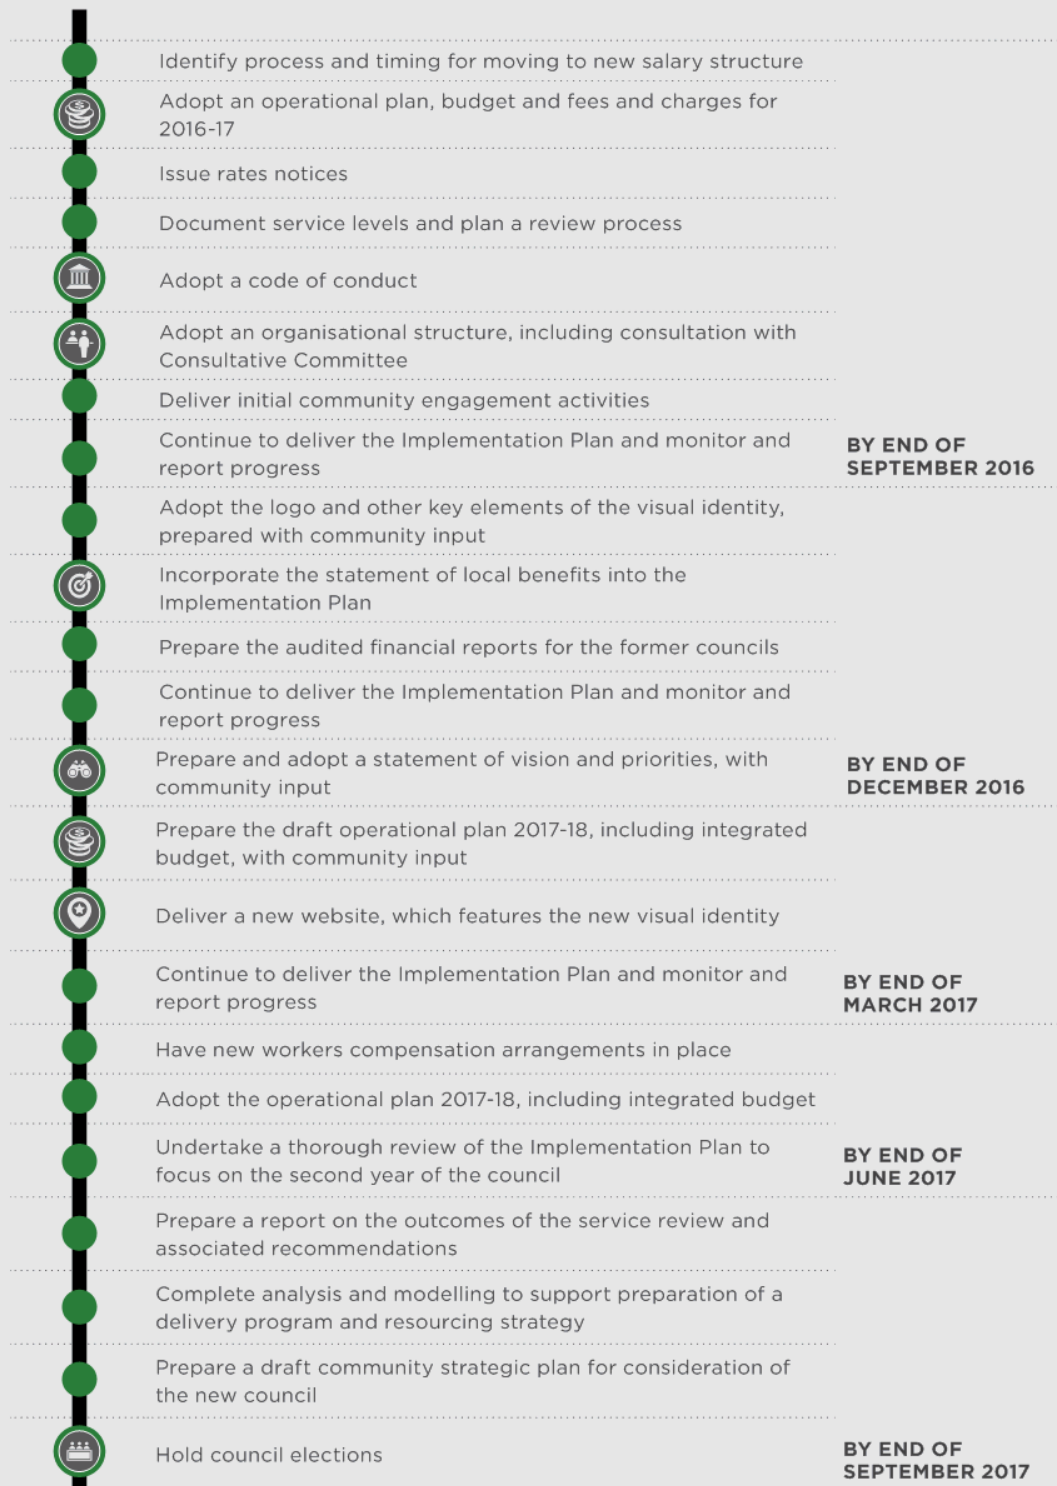 Identify process and timing for moving to new salary structure
Adopt an operational plan, budget and fees and charges for
2016-17
Issue rates notices
Document service levels and plan a review process
Adopt a code of conduct
Adopt an organisational structure, including consultation with
Consultative Committee
Deliver initial community engagement activities
Continue to deliver the Implementation Plan and monitor and
report progress
BY END OF
SEPTEMBER 2016
Adopt the logo and other key elements of the visual identity,
prepared with community input
Incorporate the statement of local benefits into the
Implementation Plan
Prepare the audited financial reports for the former councils
Continue to deliver the Implementation Plan and monitor and
report progress
Prepare and adopt a statement of vision and priorities, with
community input
BY END OF
DECEMBER 2016
Prepare the draft operational plan 2017-18, including integrated
budget, with community input
Deliver a new website, which features the new visual identity
Continue to deliver the Implementation Plan and monitor and
report progress
BY END OF
MARCH 2017
Have new workers compensation arrangements in place
Adopt the operational plan 2017-18, including integrated budget
Undertake a thorough review of the Implementation Plan to
focus on the second year of the council
BY END OF
JUNE 2017
Prepare a report on the outcomes of the service review and
associated recommendations
Complete analysis and modelling to support preparation of a
delivery program and resourcing strategy
Prepare a draft community strategic plan for consideration of
the new council
Hold council elections
BY END OF
SEPTEMBER 2017